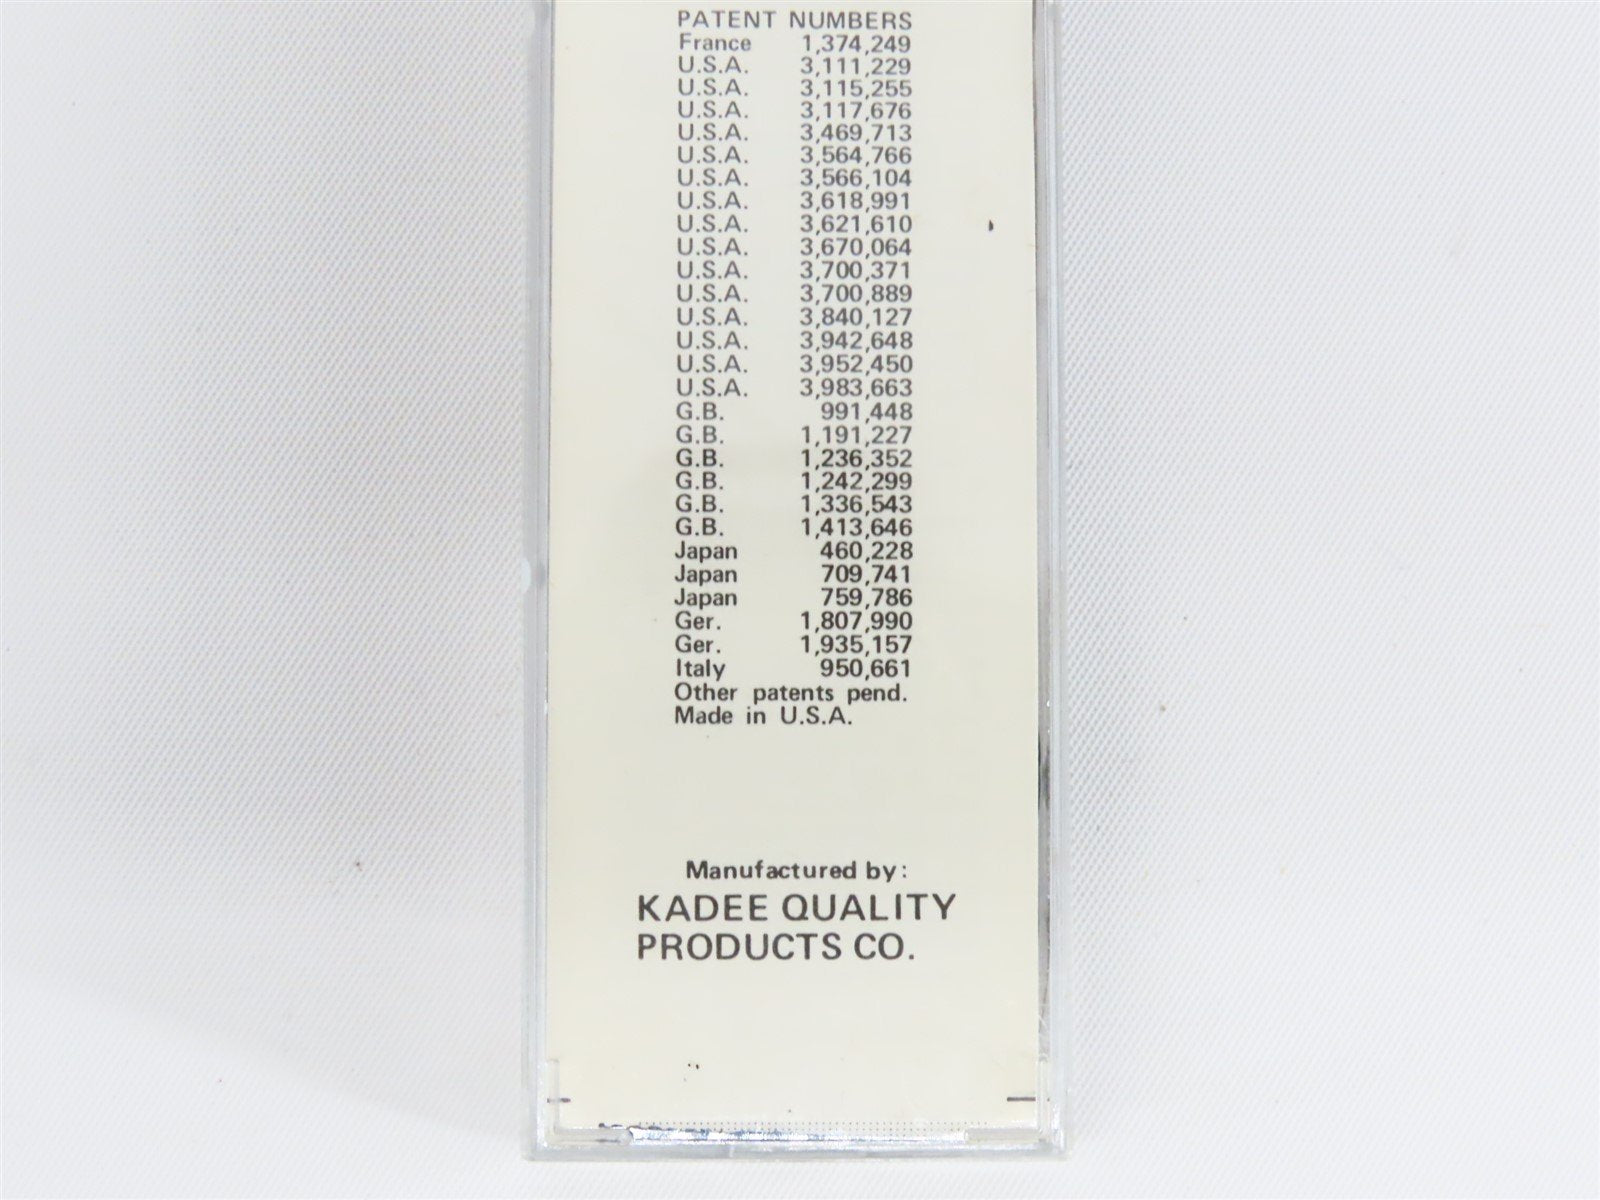 PATENT NUMBERS
France 1,374,249
U.S.A. 3,111,229
U.S.A. 3,115,255
U.S.A. 3,117,676
U.S.A. 3,469,713
U.S.A. 3,564,766
U.S.A. 3,566,104
U.S.A. 3,618,991
U.S.A. 3,621,610
U.S.A. 3,670,064
U.S.A. 3,700,371
U.S.A. 3,700,889
U.S.A. 3,840,127
U.S.A. 3,942,648
U.S.A. 3,952,450
U.S.A. 3,983,663
G.B. 991,448
G.B. 1,191,227
G.B. 1,236,352
G.B. 1,242,299
G.B. 1,336,543
G.B. 1,413,646
Japan 460,228
Japan 709,741
Japan 759,786
Ger. 1,807,990
Ger. 1,935,157
Italy 950,661
Other patents pend.
Made in U.S.A.
Manufactured by:
KADEE QUALITY
PRODUCTS CO.